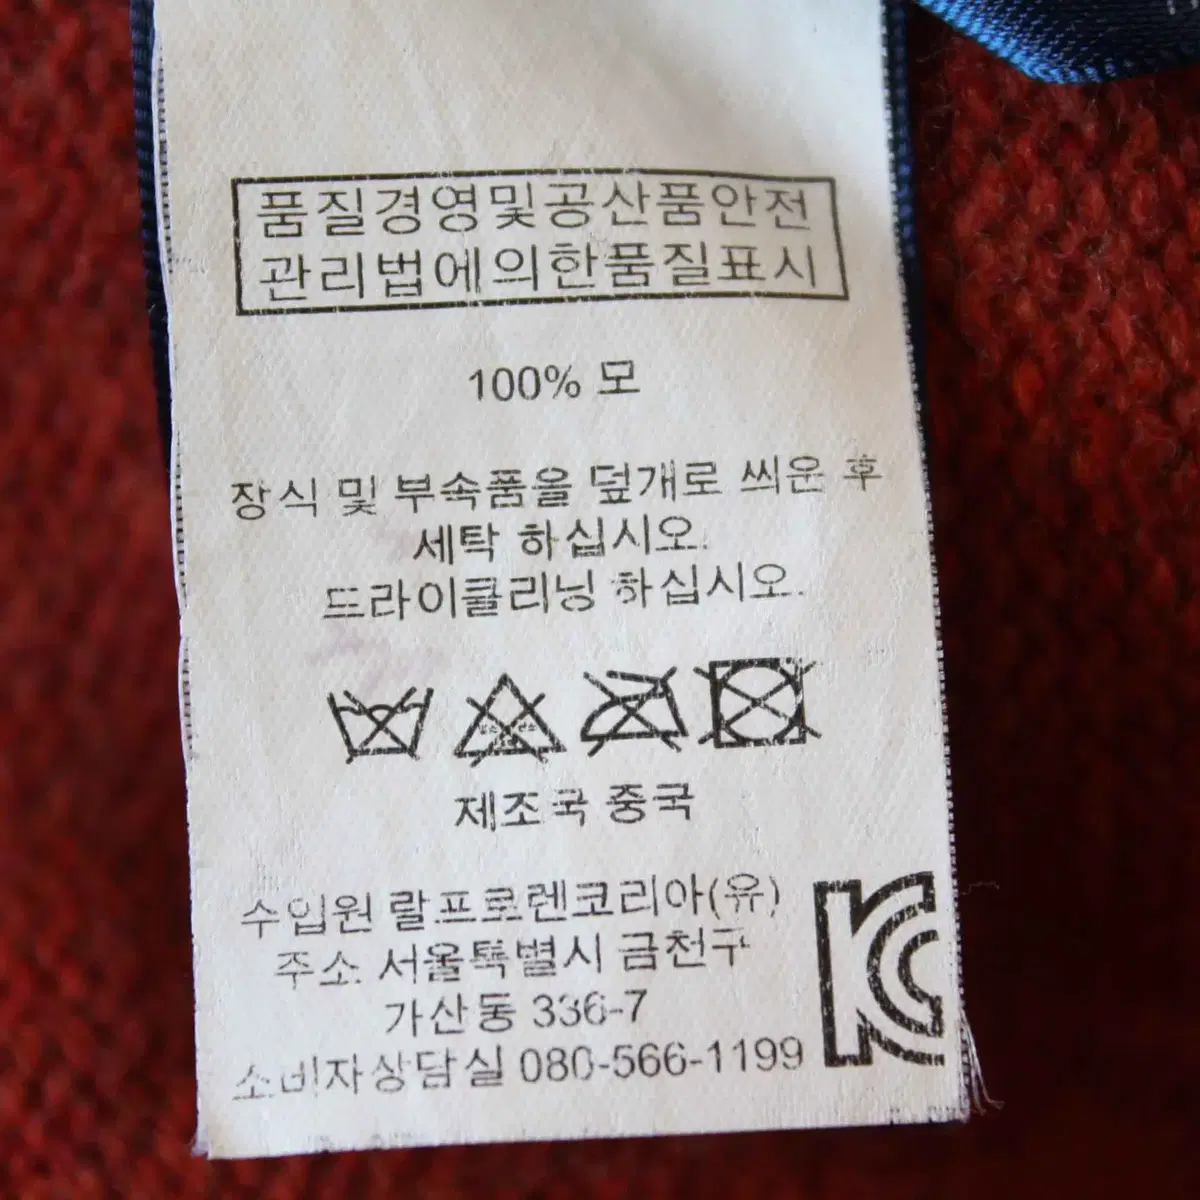 품질경영및공산품안전
관리법에의한품질표시
100% 모
장식 및 부속품을 덮개로 씌운 후
세탁 하십시오.
드라이클리닝 하십시오.
제조국 중국
수입원 랄프로렌코리아(유)
주소 서울특별시 금천구
가산동 336-7
소비자상담실 080-566-1199
KC